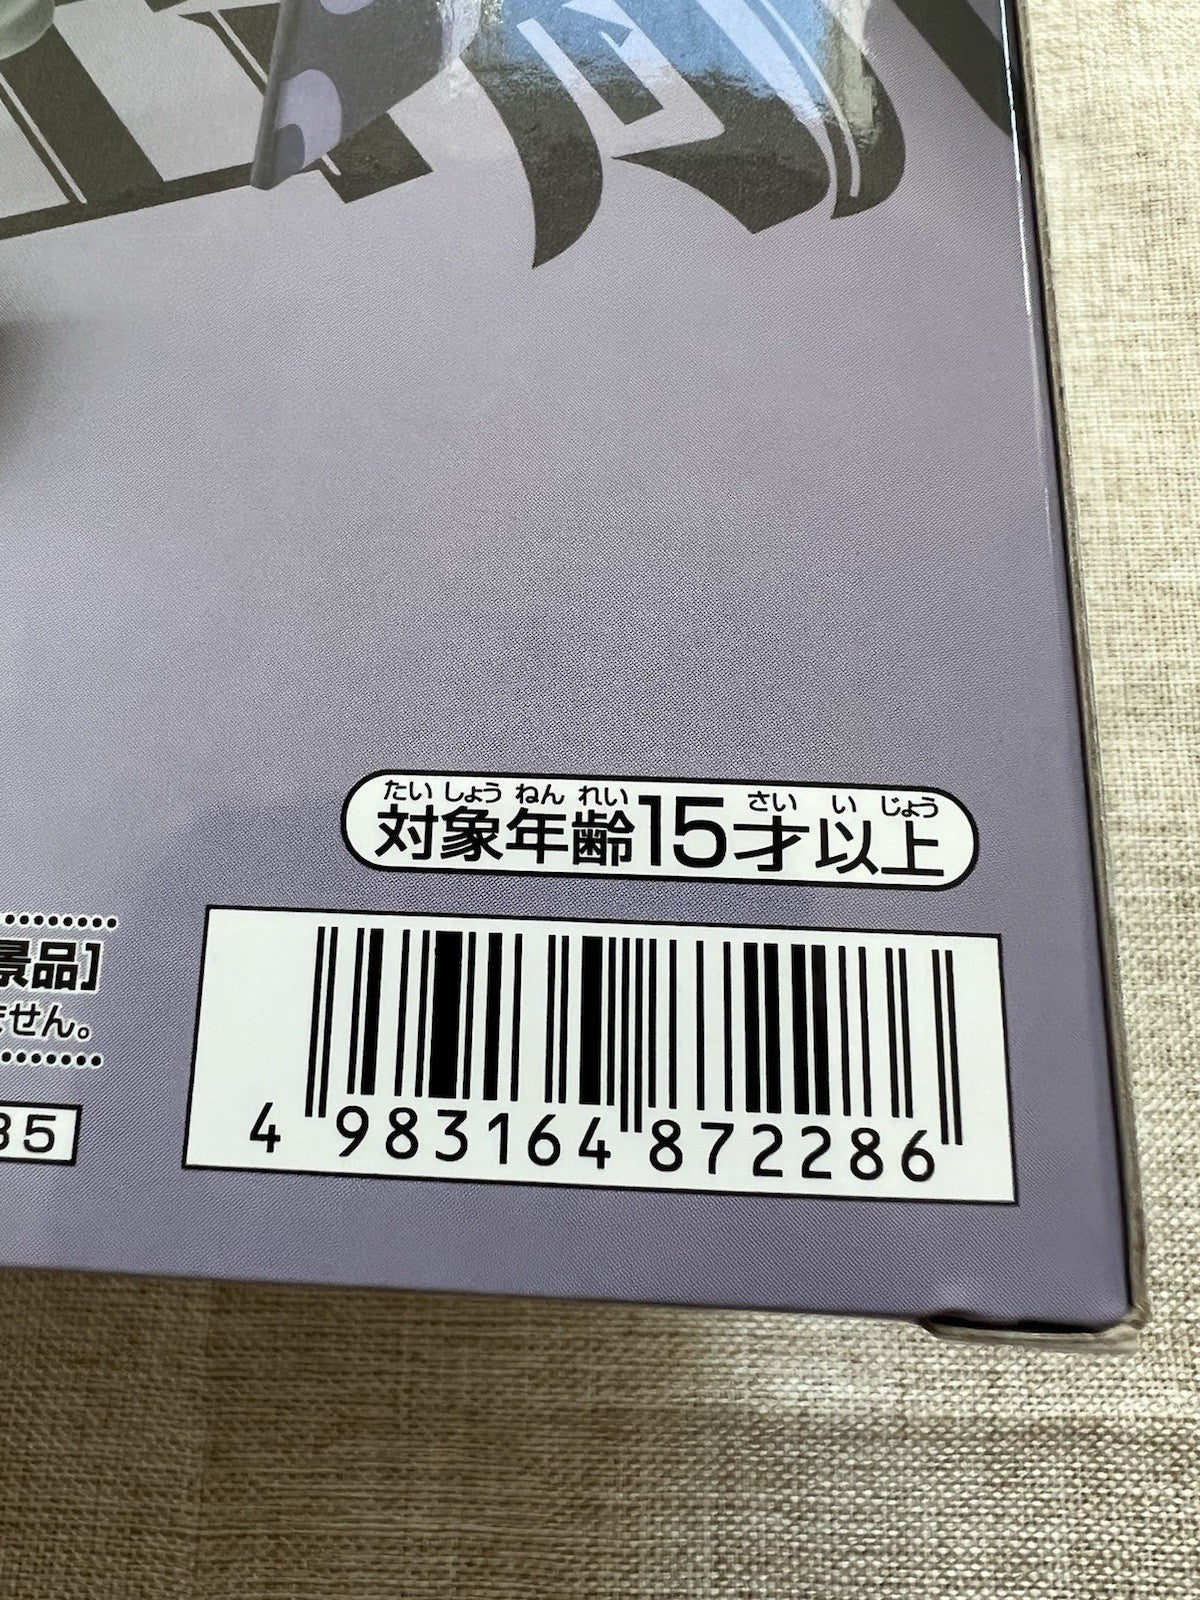 たい しょう ねん れい さい い じょう
対象年齢15才以上
景品]
ません。
35
4 983164 872286